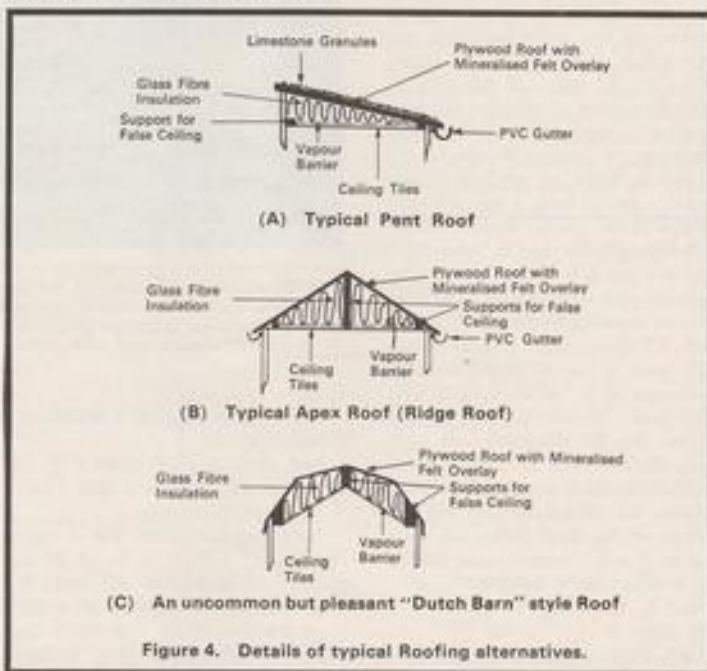 Limestone Granules
Plywood Roof with
Mineralised Felt Overlay
Glass Fibre
Insulation
Support for
False Ceiling
Vapour
Barrier
PVC Gutter
Ceiling Tiles
(A) Typical Pent Roof
Plywood Roof with
Mineralised Felt Overlay
Glass Fibre
Insulation
Supports for False
Ceiling
PVC Gutter
Ceiling
Tiles
Vapour
Barrier
(B) Typical Apex Roof (Ridge Roof)
Plywood Roof with Mineralised
Felt Overlay
Glass Fibre
Insulation
Supports for
False Ceiling
Vapour
Barrier
Ceiling
Tiles
(C) An uncommon but pleasant "Dutch Barn" style Roof
Figure 4. Details of typical Roofing alternatives.